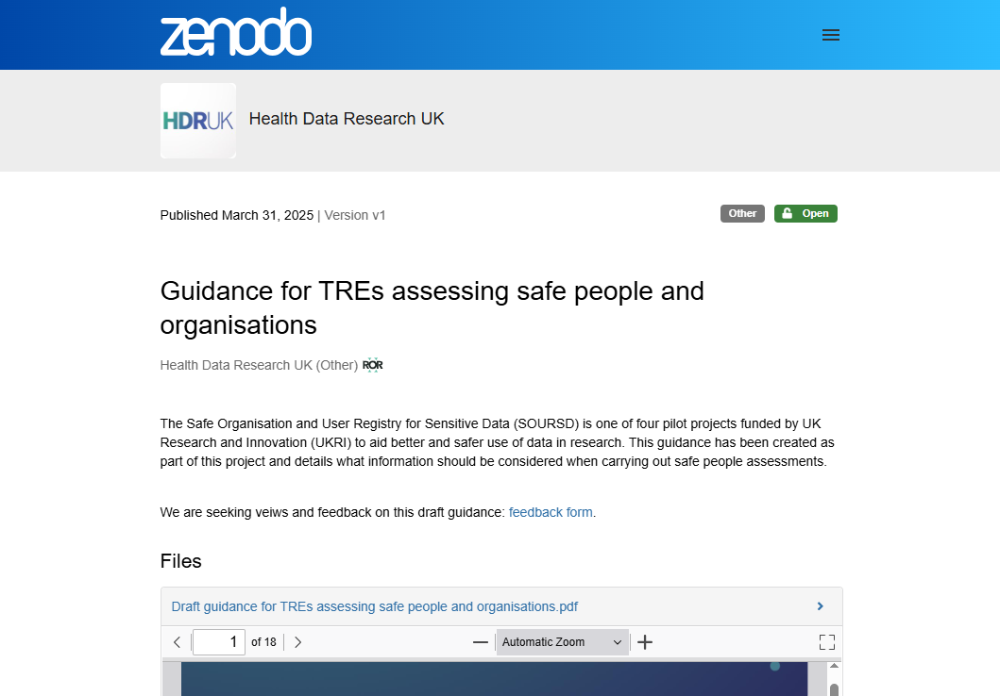 zenodo
HDRUK
Health Data Research UK
Published March 31, 2025 | Version v1
Other
Open
Guidance for TREs assessing safe people and
organisations
Health Data Research UK (Other) ROR
The Safe Organisation and User Registry for Sensitive Data (SOURSD) is one of four pilot projects funded by UK
Research and Innovation (UKRI) to aid better and safer use of data in research. This guidance has been created as
part of this project and details what information should be considered when carrying out safe people assessments.
We are seeking veiws and feedback on this draft guidance: feedback form.
Files
Draft guidance for TREs assessing safe people and organisations.pdf
1 of 18
Automatic Zoom